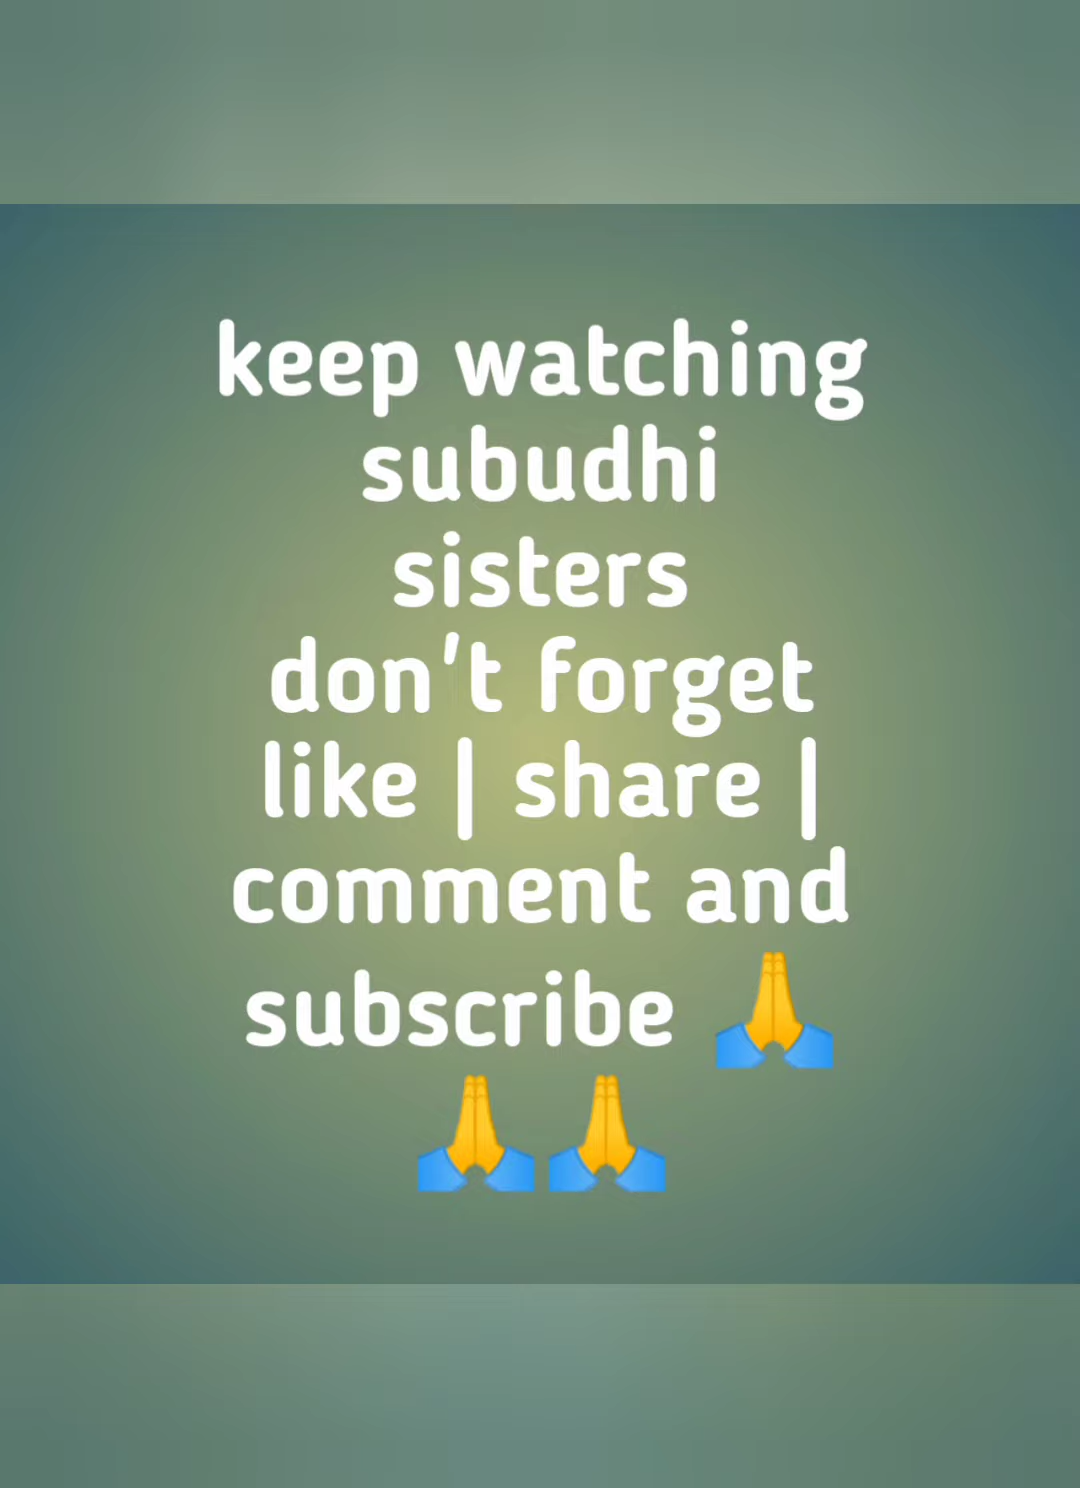 keep watching
subudhi
sisters
don't forget
like | share |
comment and
subscribe 🙏
🙏🙏